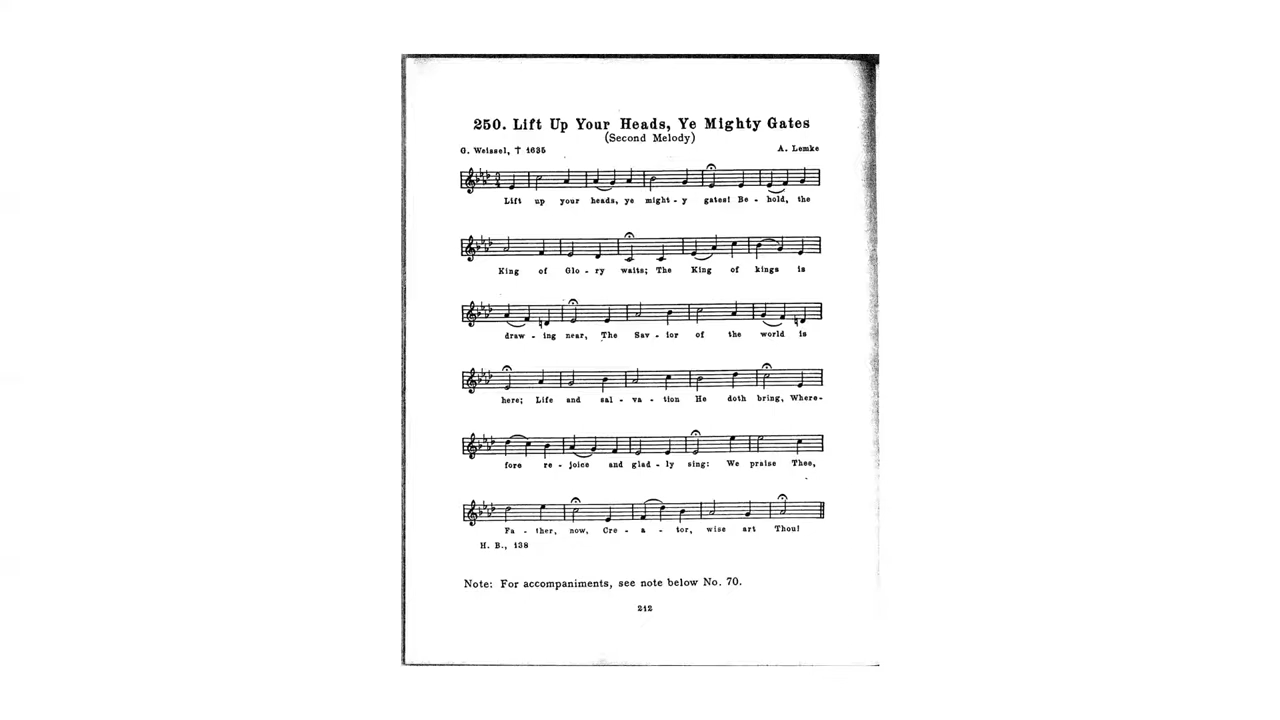 250. Lift Up Your Heads, Ye Mighty Gates
(Second Melody)
G. Weissel, † 1635 A. Lemke
Lift up your heads, ye might - y gates! Be - hold, the
King of Glo - ry waits; The King of kings is
draw - ing near, The Sav - ior of the world is
here; Life and sal - va - tion He doth bring, Where-
fore re - joice and glad - ly sing: We praise Thee,
Fa - ther, now, Cre - a - tor, wise art Thou!
H. B., 138
Note: For accompaniments, see note below No. 70.
212